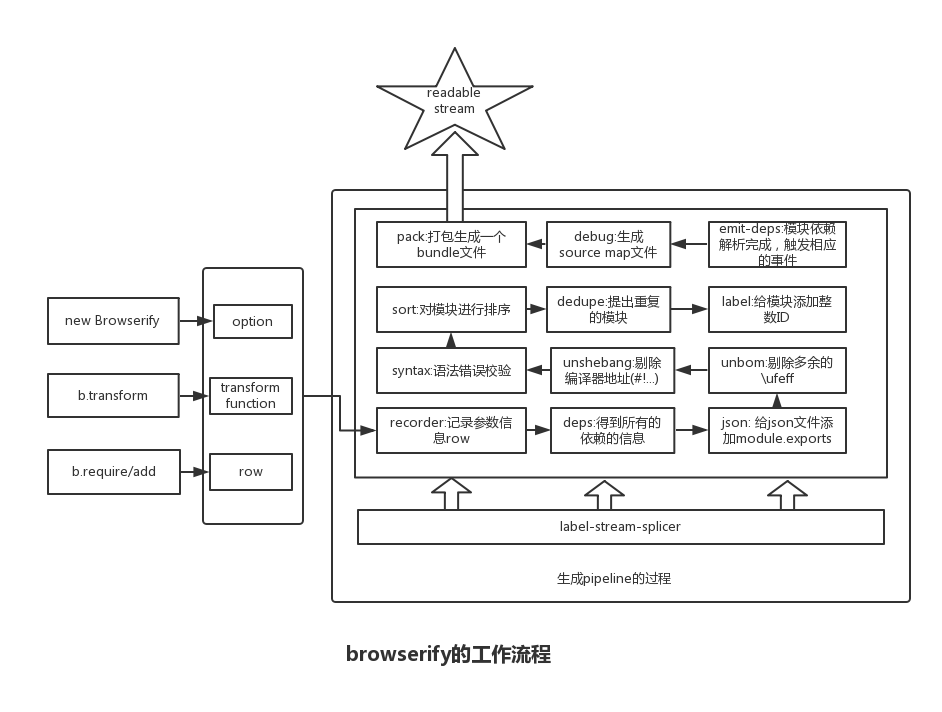 readable
stream
pack:打包生成一个
bundle文件
debug:生成
source map文件
emit-deps:模块依赖
解析完成，触发相应
的事件
new Browserify
option
sort:对模块进行排序
dedupe:提出重复
的模块
label:给模块添加整
数ID
b.transform
transform
function
syntax:语法错误校验
unshebang:剔除
编译器地址(#!...)
unbom:剔除多余的
\ufeff
recorder:记录参数信
息row
deps:得到所有的
依赖的信息
json: 给json文件添
加module.exports
b.require/add
row
label-stream-splicer
生成pipeline的过程
browserify的工作流程